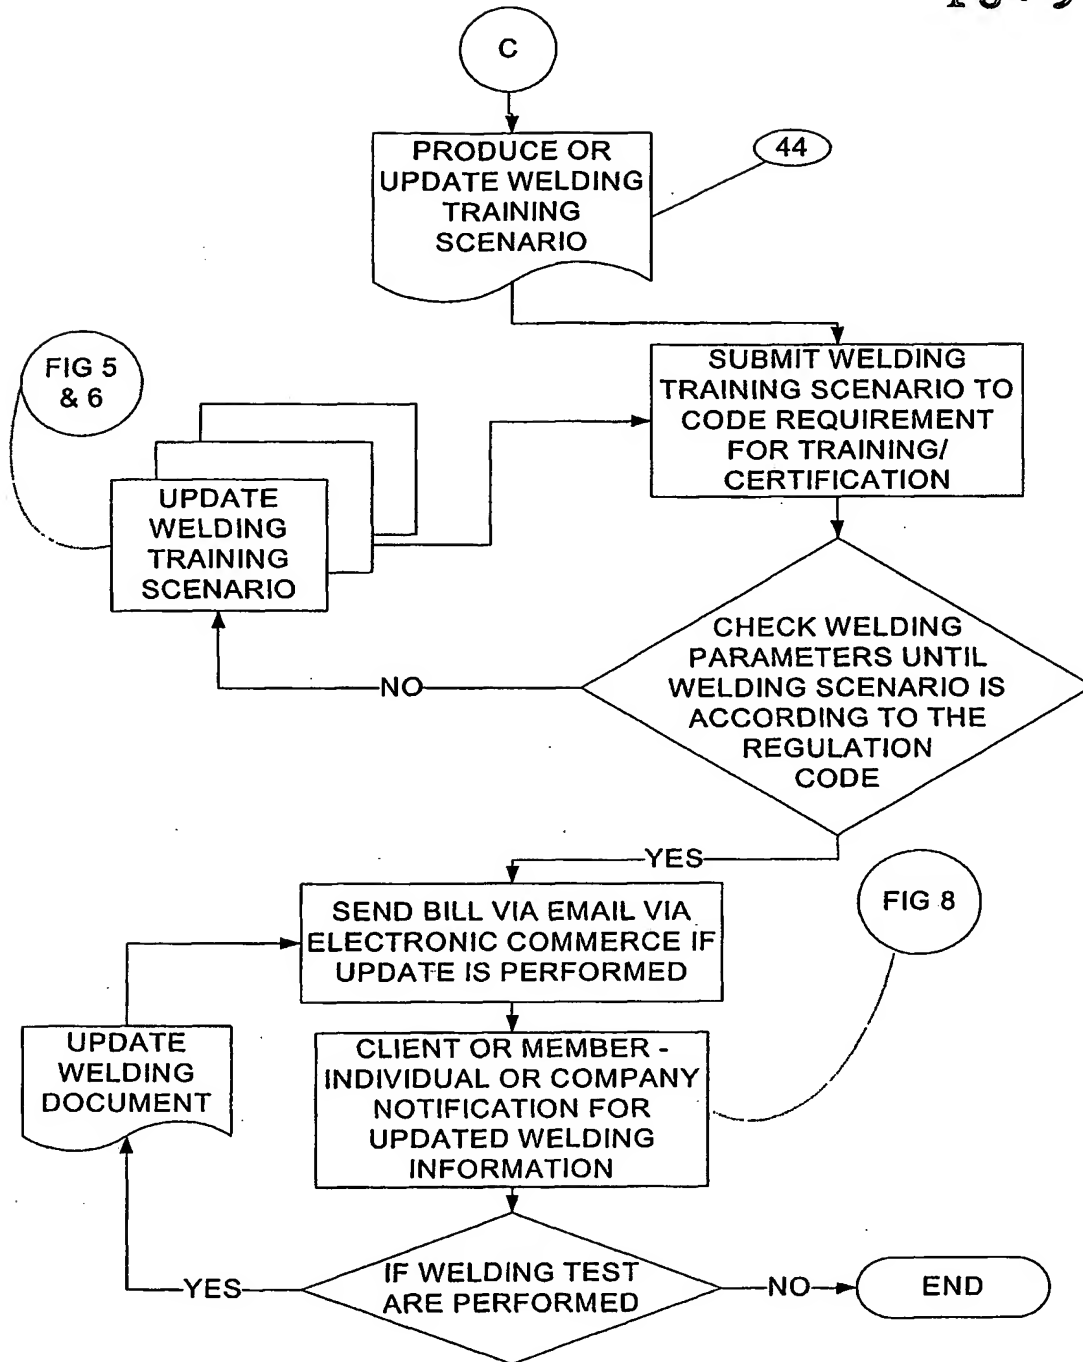 C
PRODUCE OR
UPDATE WELDING
TRAINING
SCENARIO
44
FIG 5
& 6
SUBMIT WELDING
TRAINING SCENARIO TO
CODE REQUIREMENT
FOR TRAINING/
CERTIFICATION
UPDATE
WELDING
TRAINING
SCENARIO
CHECK WELDING
PARAMETERS UNTIL
WELDING SCENARIO IS
ACCORDING TO THE
REGULATION
CODE
NO
YES
FIG 8
SEND BILL VIA EMAIL VIA
ELECTRONIC COMMERCE IF
UPDATE IS PERFORMED
UPDATE
WELDING
DOCUMENT
CLIENT OR MEMBER -
INDIVIDUAL OR COMPANY
NOTIFICATION FOR
UPDATED WELDING
INFORMATION
IF WELDING TEST
ARE PERFORMED
YES
NO
END